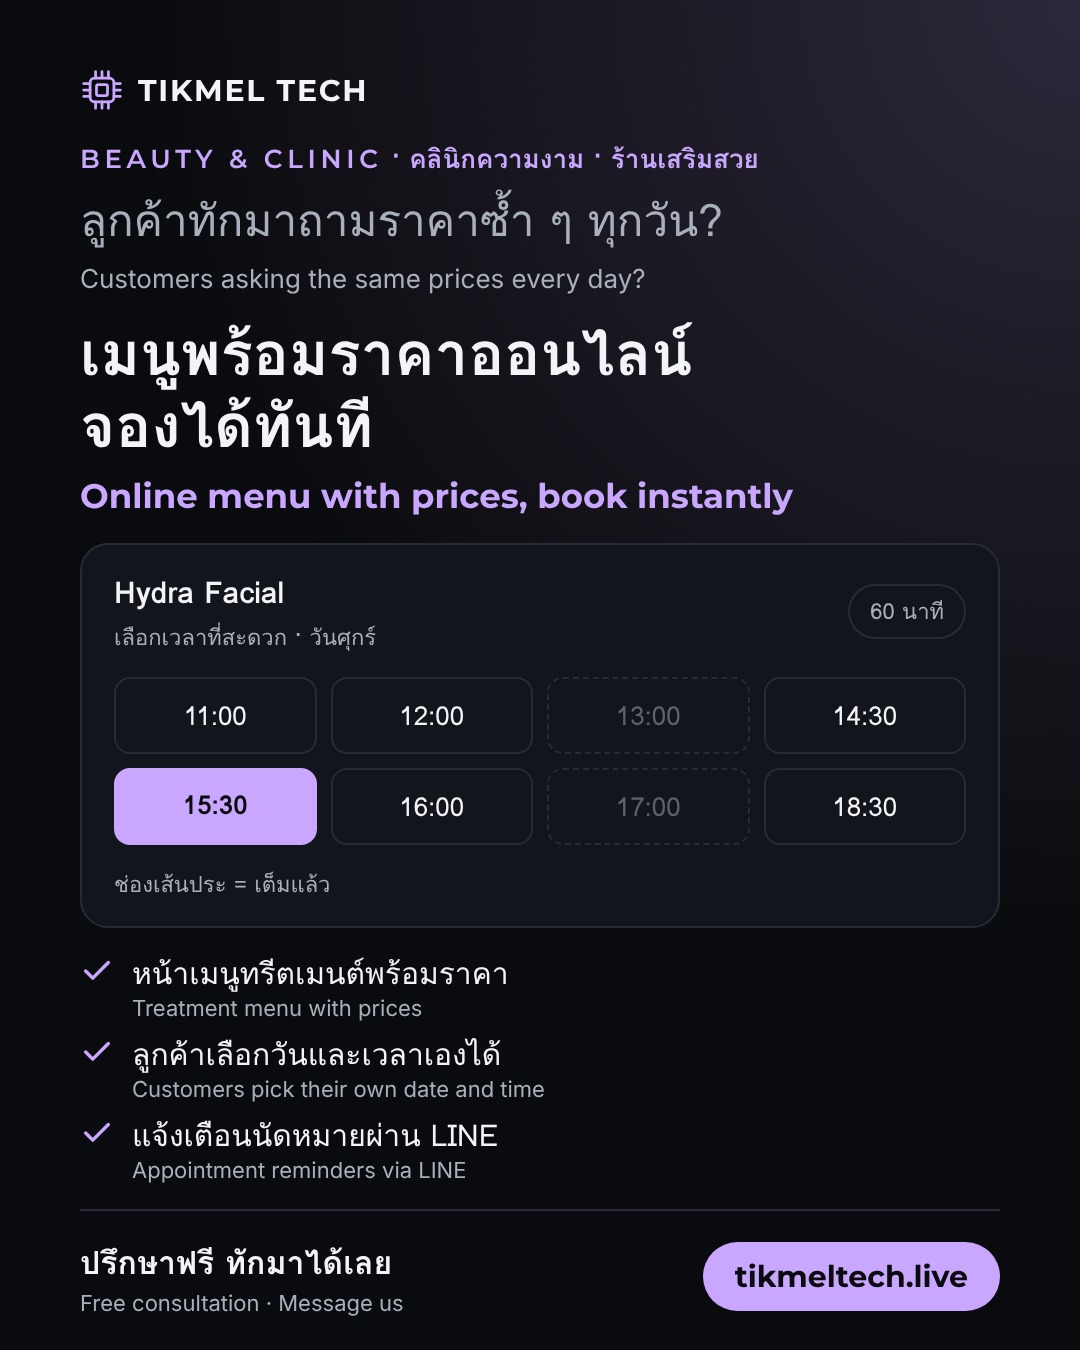 TIKMEL TECH
BEAUTY & CLINIC · คลินิกความงาม · ร้านเสริมสวย
ลูกค้าทักมาถามราคาซ้ำ ๆ ทุกวัน?
Customers asking the same prices every day?
เมนูพร้อมราคาออนไลน์
จองได้ทันที
Online menu with prices, book instantly
Hydra Facial
60 นาที
เลือกเวลาที่สะดวก · วันศุกร์
11:00 12:00 13:00 14:30
15:30 16:00 17:00 18:30
ช่องเส้นประ = เต็มแล้ว
หน้าเมนูทรีตเมนต์พร้อมราคา
Treatment menu with prices
ลูกค้าเลือกวันและเวลาเองได้
Customers pick their own date and time
แจ้งเตือนนัดหมายผ่าน LINE
Appointment reminders via LINE
ปรึกษาฟรี ทักมาได้เลย
Free consultation · Message us
tikmeltech.live